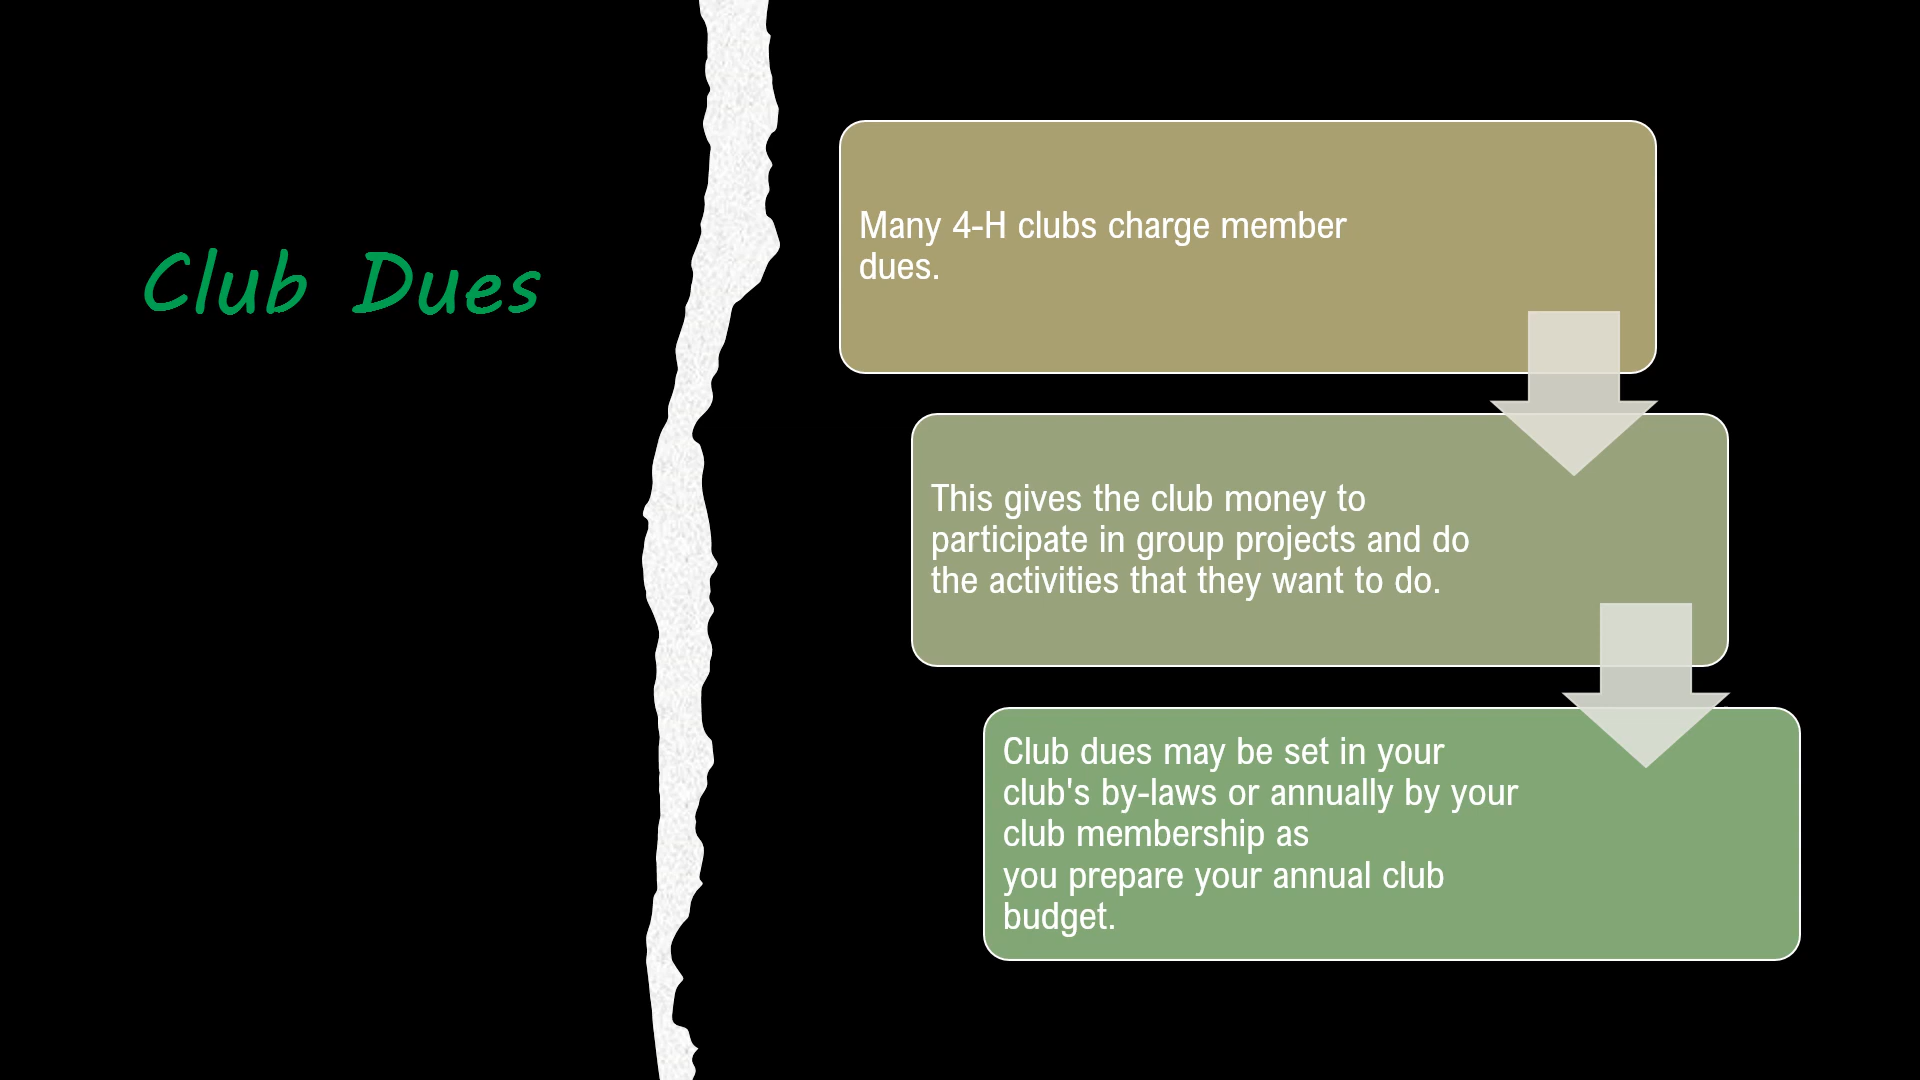 Club Dues
Many 4-H clubs charge member
dues.
This gives the club money to
participate in group projects and do
the activities that they want to do.
Club dues may be set in your
club's by-laws or annually by your
club membership as
you prepare your annual club
budget.